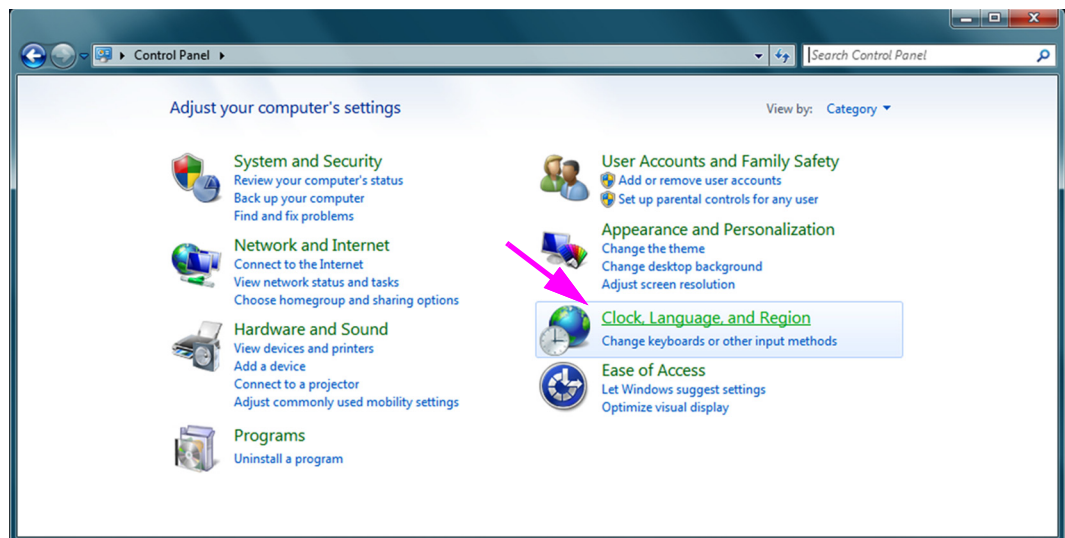 Control Panel
Search Control Panel
Adjust your computer's settings
View by: Category
System and Security
Review your computer's status
Back up your computer
Find and fix problems
Network and Internet
Connect to the Internet
View network status and tasks
Choose homegroup and sharing options
Hardware and Sound
View devices and printers
Add a device
Connect to a projector
Adjust commonly used mobility settings
Programs
Uninstall a program
User Accounts and Family Safety
Add or remove user accounts
Set up parental controls for any user
Appearance and Personalization
Change the theme
Change desktop background
Adjust screen resolution
Clock, Language, and Region
Change keyboards or other input methods
Ease of Access
Let Windows suggest settings
Optimize visual display